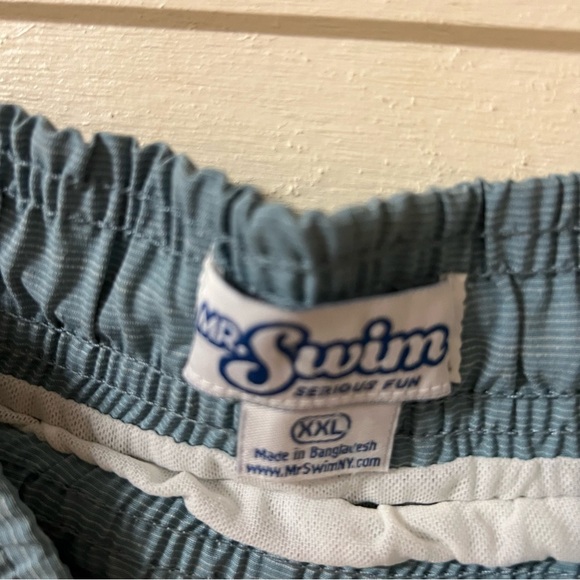 MR. Swim
SERIOUS FUN
XXL
Made in Bangladesh
www.MrSwimNY.com